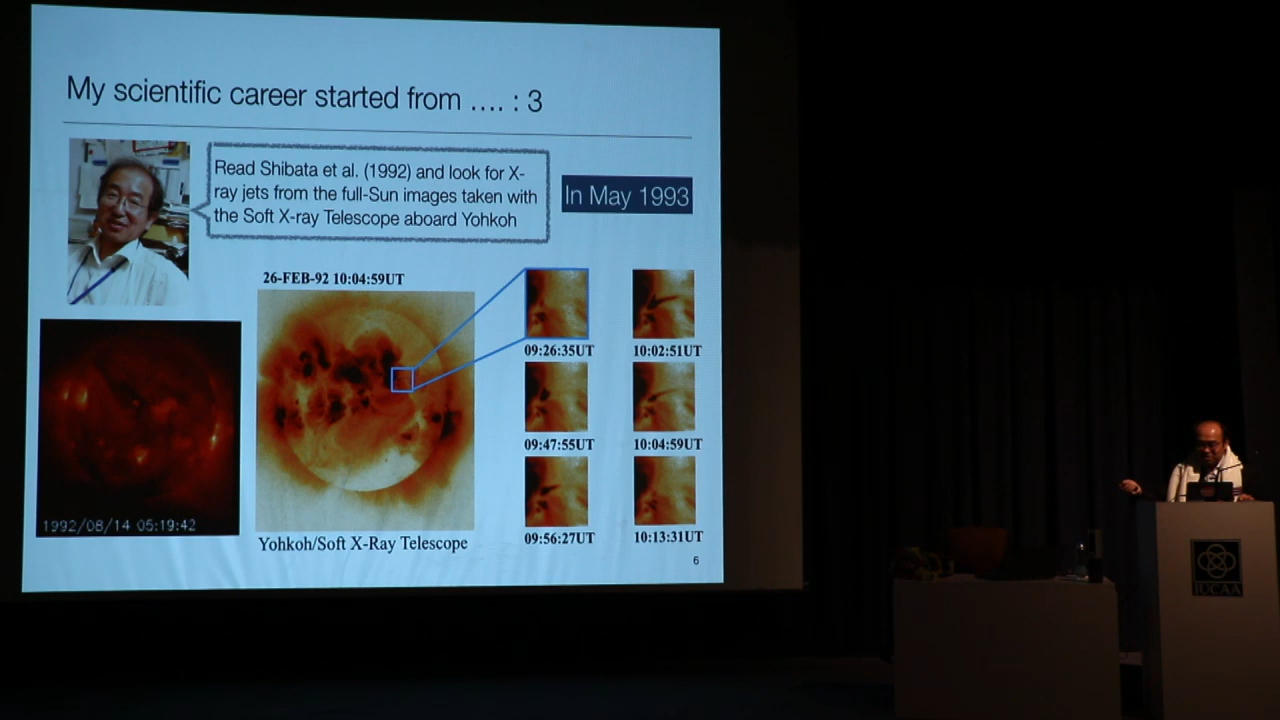 My scientific career started from .... : 3
Read Shibata et al. (1992) and look for X-
ray jets from the full-Sun images taken with
the Soft X-ray Telescope aboard Yohkoh
In May 1993
26-FEB-92 10:04:59UT
09:26:35UT
10:02:51UT
09:47:55UT
10:04:59UT
09:56:27UT
10:13:31UT
1992/08/14 05:19:42
Yohkoh/Soft X-Ray Telescope
6
IUCAA